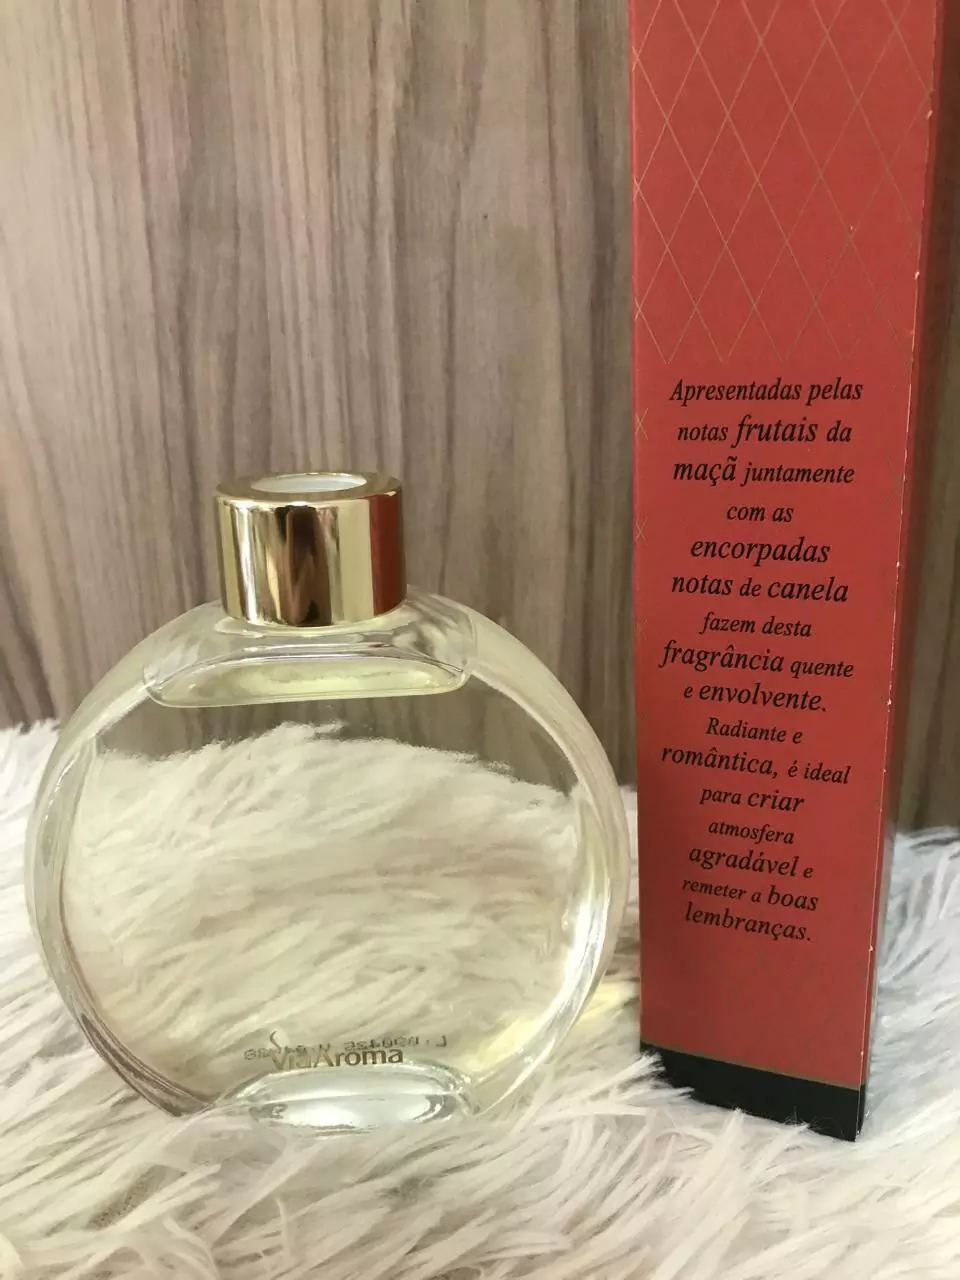 Apresentadas pelas
notas frutais da
maçã juntamente
com as
encorpadas
notas de canela
fazem desta
fragrância quente
e envolvente.
Radiante e
romântica, é ideal
para criar
atmosfera
agradável e
remeter a boas
lembranças.
ViaAroma